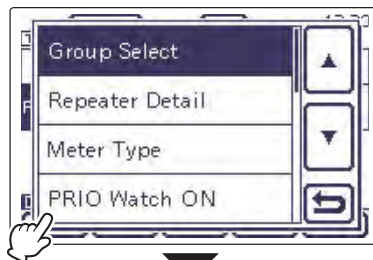 Group Select
Repeater Detail
Meter Type
PRIO Watch ON